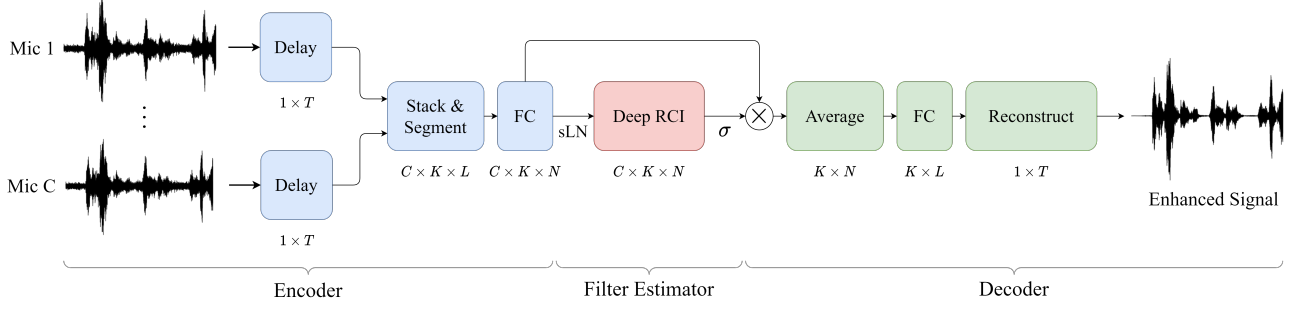 Mic 1
Delay
1 × T
⋮
Mic C
Delay
1 × T
Stack &
Segment
C × K × L
FC
C × K × N
sLN
Deep RCI
C × K × N
σ
×
Average
K × N
FC
K × L
Reconstruct
1 × T
Enhanced Signal
Encoder
Filter Estimator
Decoder